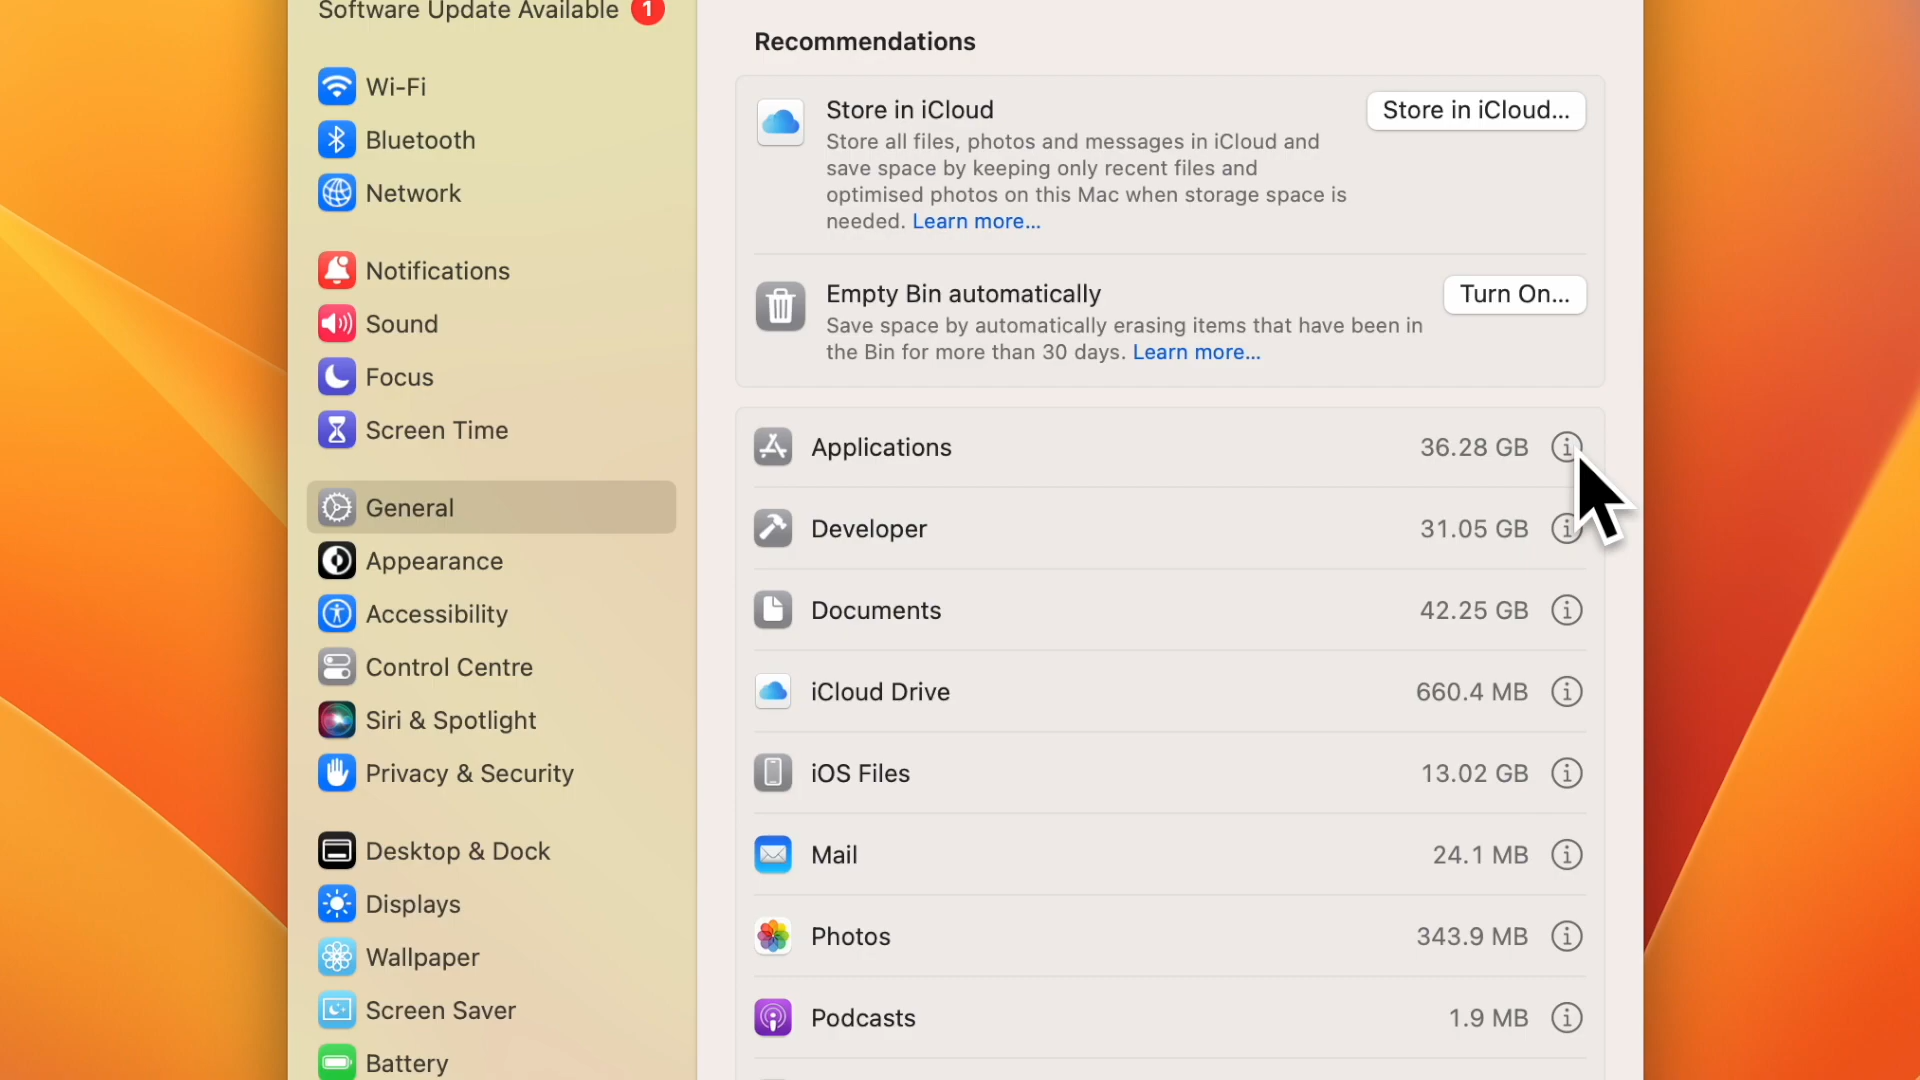 Software Update Available 1
Wi-Fi
Bluetooth
Network
Notifications
Sound
Focus
Screen Time
General
Appearance
Accessibility
Control Centre
Siri & Spotlight
Privacy & Security
Desktop & Dock
Displays
Wallpaper
Screen Saver
Battery
Recommendations
Store in iCloud
Store in iCloud...
Store all files, photos and messages in iCloud and
save space by keeping only recent files and
optimised photos on this Mac when storage space is
needed. Learn more...
Empty Bin automatically
Turn On...
Save space by automatically erasing items that have been in
the Bin for more than 30 days. Learn more...
Applications 36.28 GB
Developer 31.05 GB
Documents 42.25 GB
iCloud Drive 660.4 MB
iOS Files 13.02 GB
Mail 24.1 MB
Photos 343.9 MB
Podcasts 1.9 MB